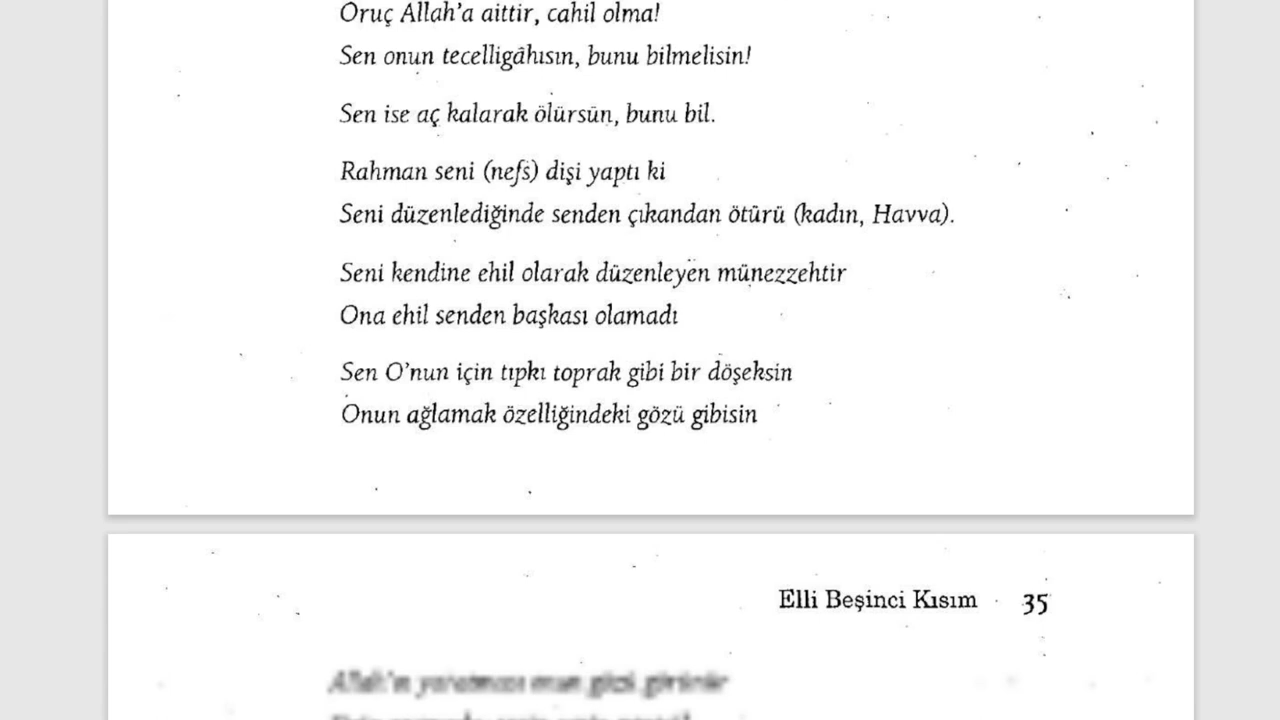 Oruç Allah'a aittir, cahil olma!
Sen onun tecelligâhısın, bunu bilmelisin!
Sen ise aç kalarak ölürsün, bunu bil.
Rahman seni (nefs) dişi yaptı ki
Seni düzenlediğinde senden çıkandan ötürü (kadın, Havva).
Seni kendine ehil olarak düzenleyen münezzehtir
Ona ehil senden başkası olamadı
Sen O'nun için tıpkı toprak gibi bir döşeksin
Onun ağlamak özelliğindeki gözü gibisin
Elli Beşinci Kısım 35